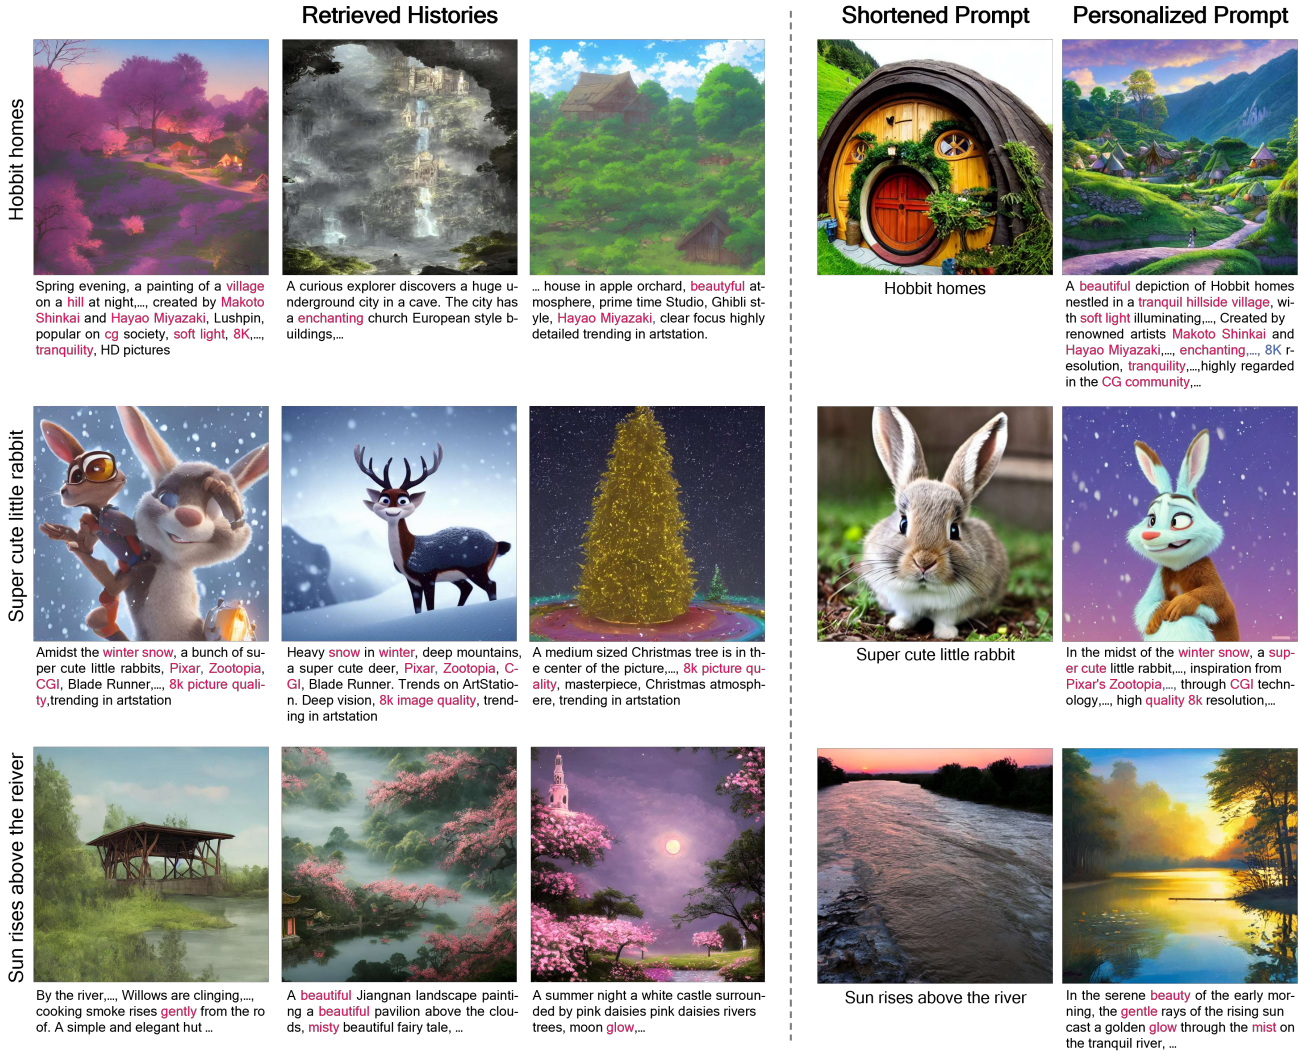 Retrieved Histories
Shortened Prompt
Personalized Prompt
Hobbit homes
Spring evening, a painting of a village
on a hill at night,..., created by Makoto
Shinkai and Hayao Miyazaki, Lushpin,
popular on cg society, soft light, 8K,...,
tranquility, HD pictures
A curious explorer discovers a huge u-
nderground city in a cave. The city has
a enchanting church European style b-
uildings,...
... house in apple orchard, beautyful at-
mosphere, prime time Studio, Ghibli st-
yle, Hayao Miyazaki, clear focus highly
detailed trending in artstation.
Hobbit homes
A beautiful depiction of Hobbit homes
nestled in a tranquil hillside village, wi-
th soft light illuminating,..., Created by
renowned artists Makoto Shinkai and
Hayao Miyazaki,..., enchanting,..., 8K r-
esolution, tranquility,...,highly regarded
in the CG community,...
Super cute little rabbit
Amidst the winter snow, a bunch of su-
per cute little rabbits, Pixar, Zootopia,
CGI, Blade Runner,..., 8k picture quali-
ty,trending in artstation
Heavy snow in winter, deep mountains,
a super cute deer, Pixar, Zootopia, C-
GI, Blade Runner. Trends on ArtStatio-
n. Deep vision, 8k image quality, trend-
ing in artstation
A medium sized Christmas tree is in th-
e center of the picture,..., 8k picture qu-
ality, masterpiece, Christmas atmosph-
ere, trending in artstation
Super cute little rabbit
In the midst of the winter snow, a sup-
er cute little rabbit,..., inspiration from
Pixar's Zootopia,..., through CGI techn-
ology,..., high quality 8k resolution,...
Sun rises above the river
By the river,..., Willows are clinging,...,
cooking smoke rises gently from the ro
of. A simple and elegant hut ...
A beautiful Jiangnan landscape painti-
ng a beautiful pavilion above the clou-
ds, misty beautiful fairy tale, ...
A summer night a white castle surroun-
ded by pink daisies pink daisies rivers
trees, moon glow,...
Sun rises above the river
In the serene beauty of the early mor-
ning, the gentle rays of the rising sun
cast a golden glow through the mist on
the tranquil river, ...